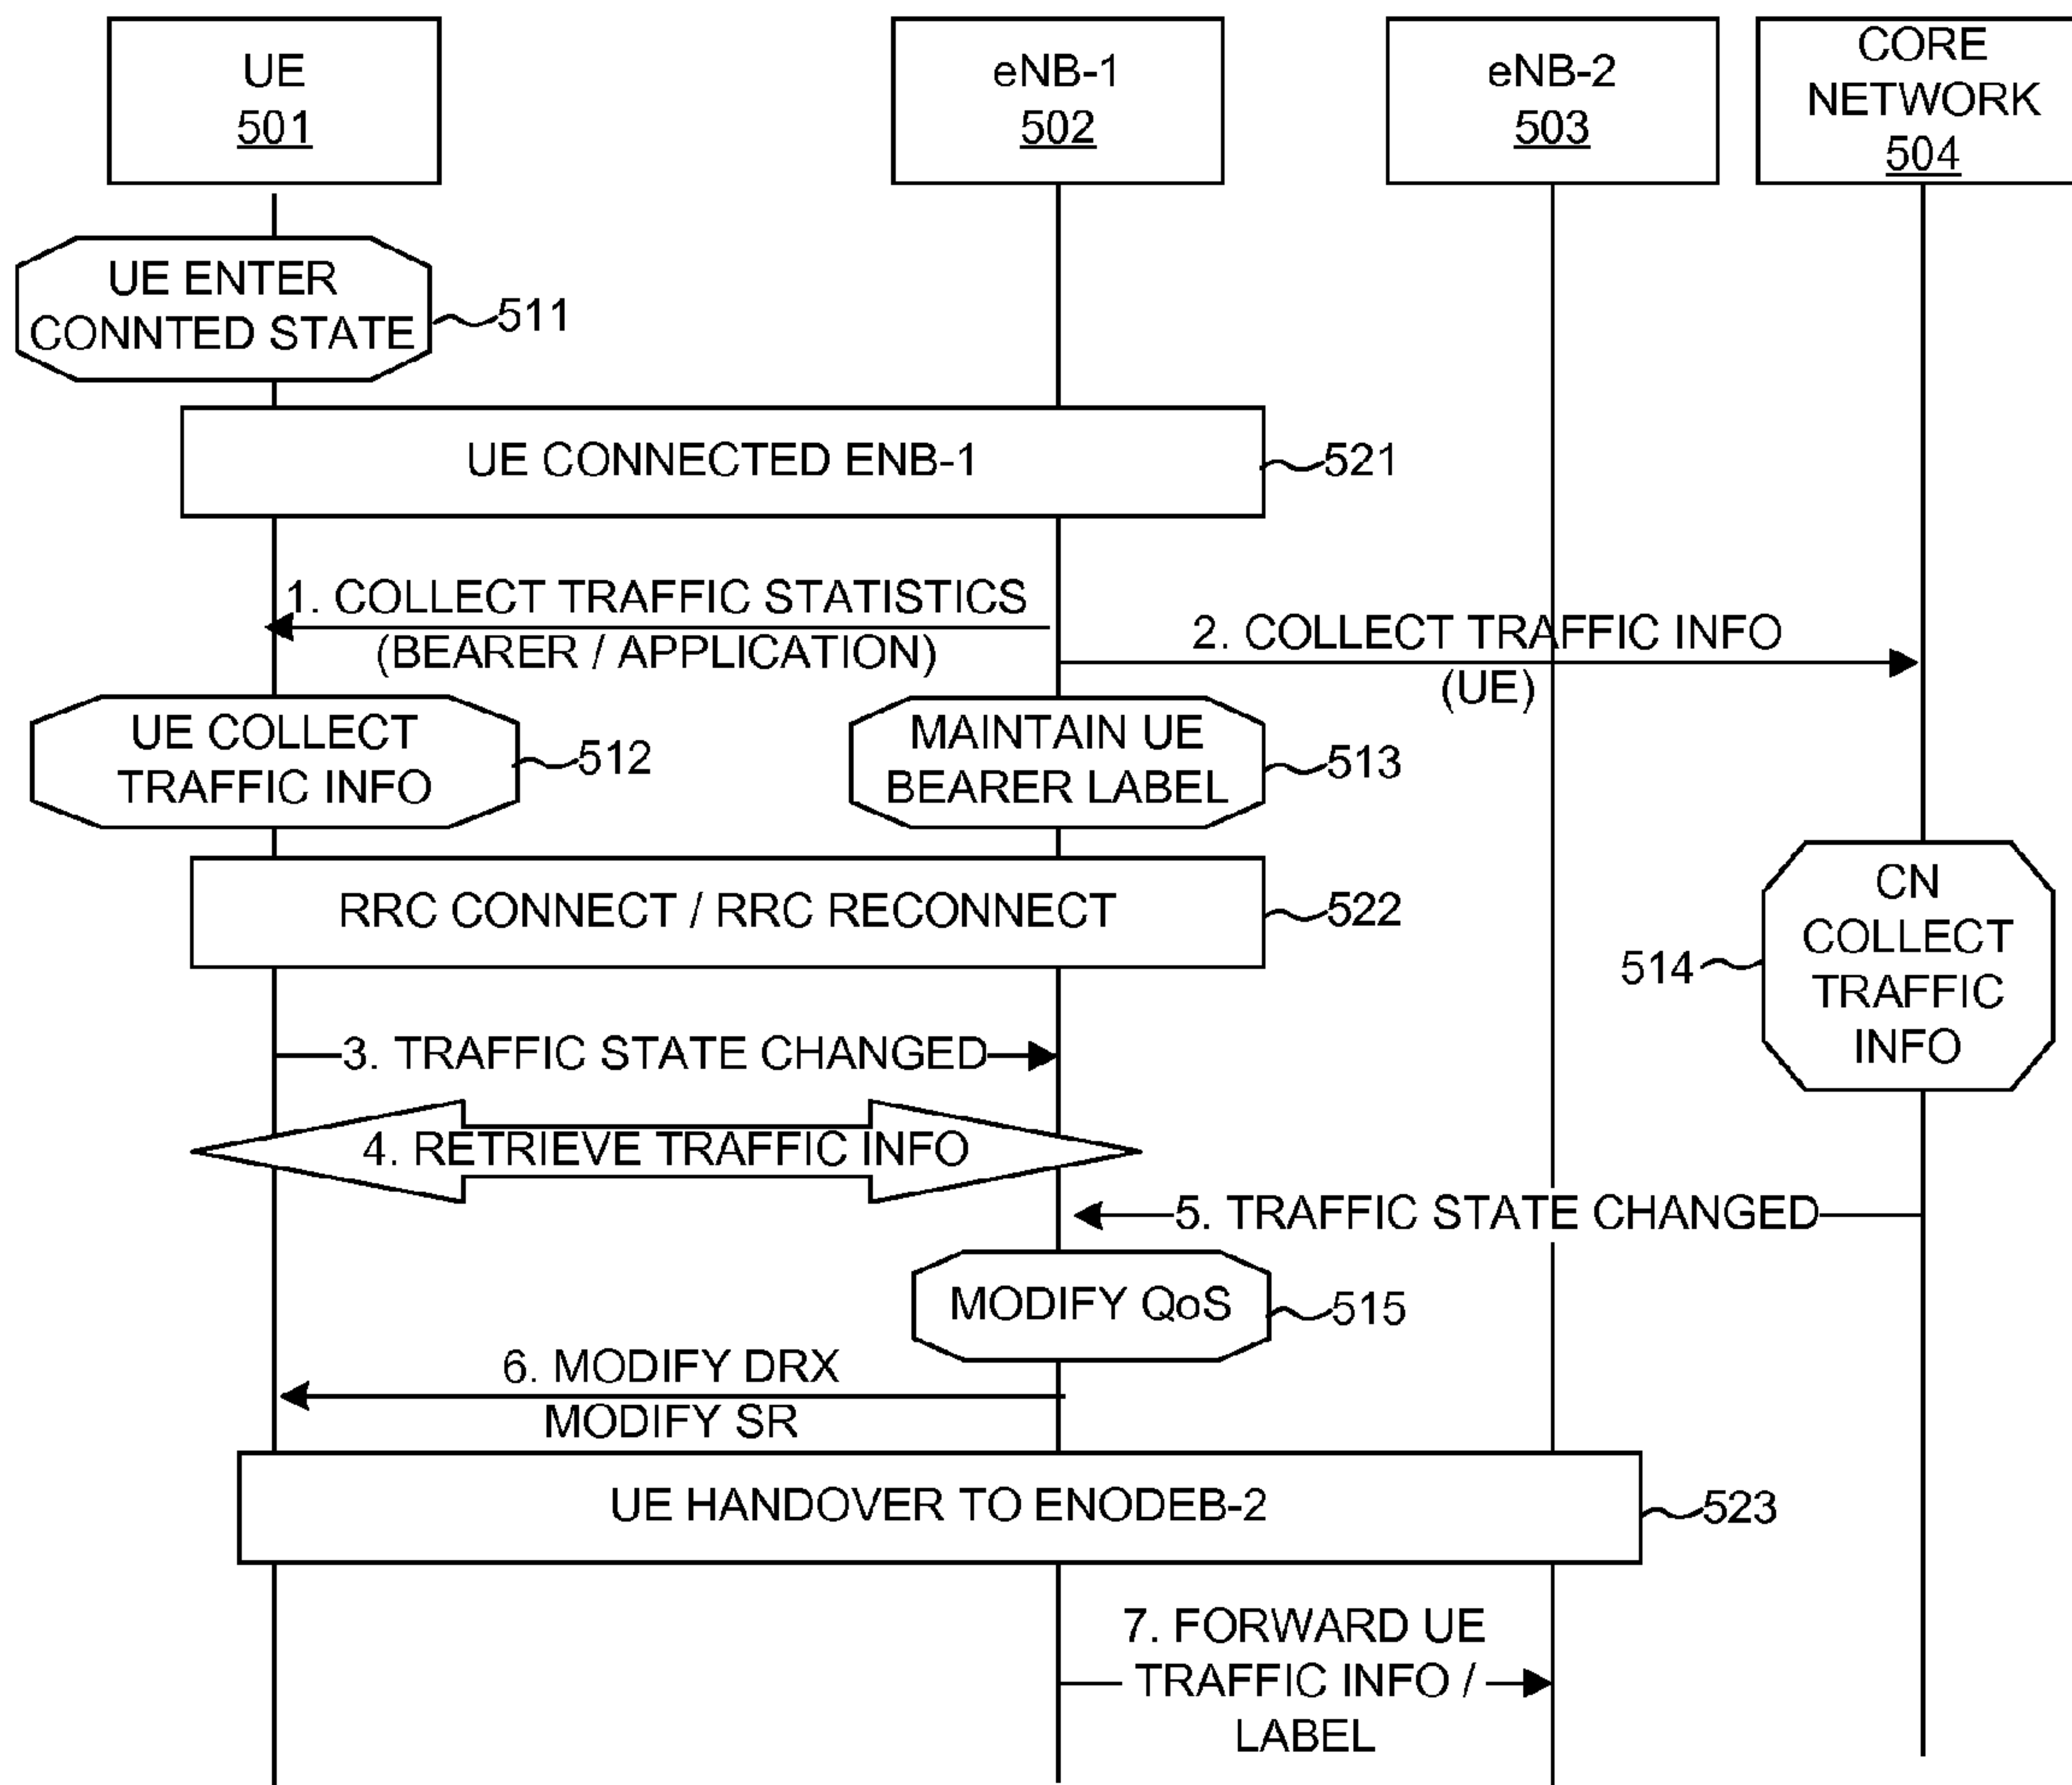 UE
501
eNB-1
502
eNB-2
503
CORE
NETWORK
504
UE ENTER
CONNTED STATE
511
UE CONNECTED ENB-1
521
1. COLLECT TRAFFIC STATISTICS
(BEARER / APPLICATION)
2. COLLECT TRAFFIC INFO
(UE)
UE COLLECT
TRAFFIC INFO
512
MAINTAIN UE
BEARER LABEL
513
RRC CONNECT / RRC RECONNECT
522
CN
COLLECT
TRAFFIC
INFO
514
3. TRAFFIC STATE CHANGED
4. RETRIEVE TRAFFIC INFO
5. TRAFFIC STATE CHANGED
MODIFY QoS
515
6. MODIFY DRX
MODIFY SR
UE HANDOVER TO ENODEB-2
523
7. FORWARD UE
TRAFFIC INFO /
LABEL